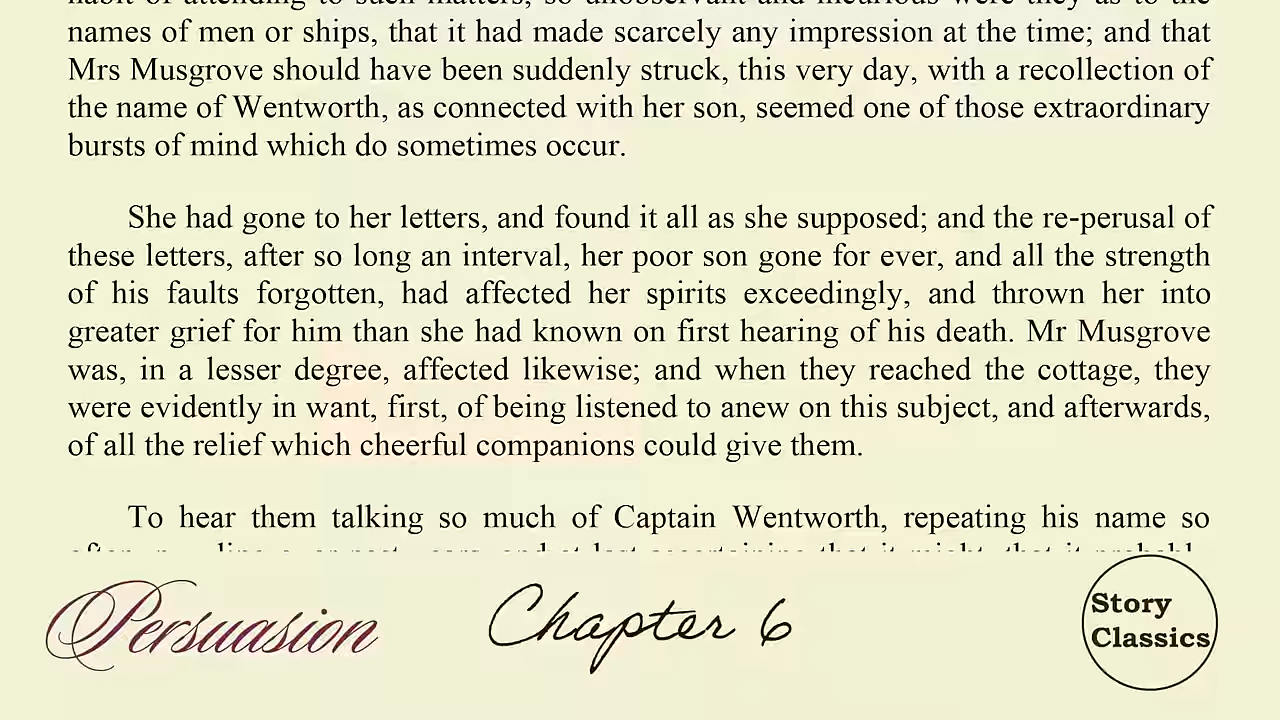 names of men or ships, that it had made scarcely any impression at the time; and that
Mrs Musgrove should have been suddenly struck, this very day, with a recollection of
the name of Wentworth, as connected with her son, seemed one of those extraordinary
bursts of mind which do sometimes occur.
She had gone to her letters, and found it all as she supposed; and the re-perusal of
these letters, after so long an interval, her poor son gone for ever, and all the strength
of his faults forgotten, had affected her spirits exceedingly, and thrown her into
greater grief for him than she had known on first hearing of his death. Mr Musgrove
was, in a lesser degree, affected likewise; and when they reached the cottage, they
were evidently in want, first, of being listened to anew on this subject, and afterwards,
of all the relief which cheerful companions could give them.
To hear them talking so much of Captain Wentworth, repeating his name so
Persuasion
Chapter 6
Story
Classics